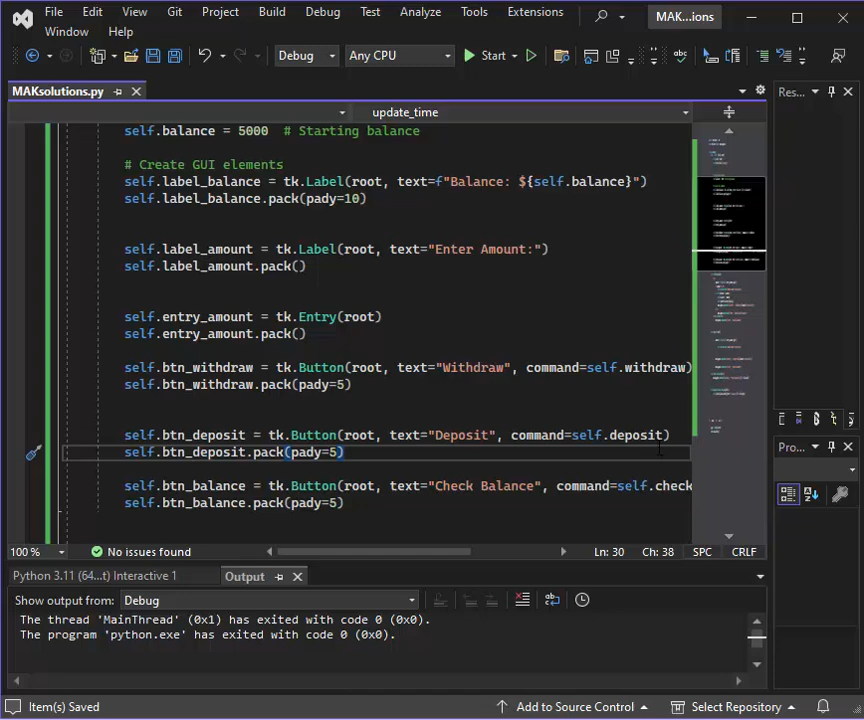 File Edit View Git Project Build Debug Test Analyze Tools Extensions MAK...ions
Window Help
Debug Any CPU Start
MAKsolutions.py Res...
update_time
self.balance = 5000  # Starting balance
# Create GUI elements
self.label_balance = tk.Label(root, text=f"Balance: ${self.balance}")
self.label_balance.pack(pady=10)
self.label_amount = tk.Label(root, text="Enter Amount:")
self.label_amount.pack()
self.entry_amount = tk.Entry(root)
self.entry_amount.pack()
self.btn_withdraw = tk.Button(root, text="Withdraw", command=self.withdraw)
self.btn_withdraw.pack(pady=5)
self.btn_deposit = tk.Button(root, text="Deposit", command=self.deposit)
self.btn_deposit.pack(pady=5)
Pro...
self.btn_balance = tk.Button(root, text="Check Balance", command=self.check
self.btn_balance.pack(pady=5)
100 % No issues found Ln: 30 Ch: 38 SPC CRLF
Python 3.11 (64...t) Interactive 1 Output
Show output from: Debug
The thread 'MainThread' (0x1) has exited with code 0 (0x0).
The program 'python.exe' has exited with code 0 (0x0).
Item(s) Saved Add to Source Control Select Repository